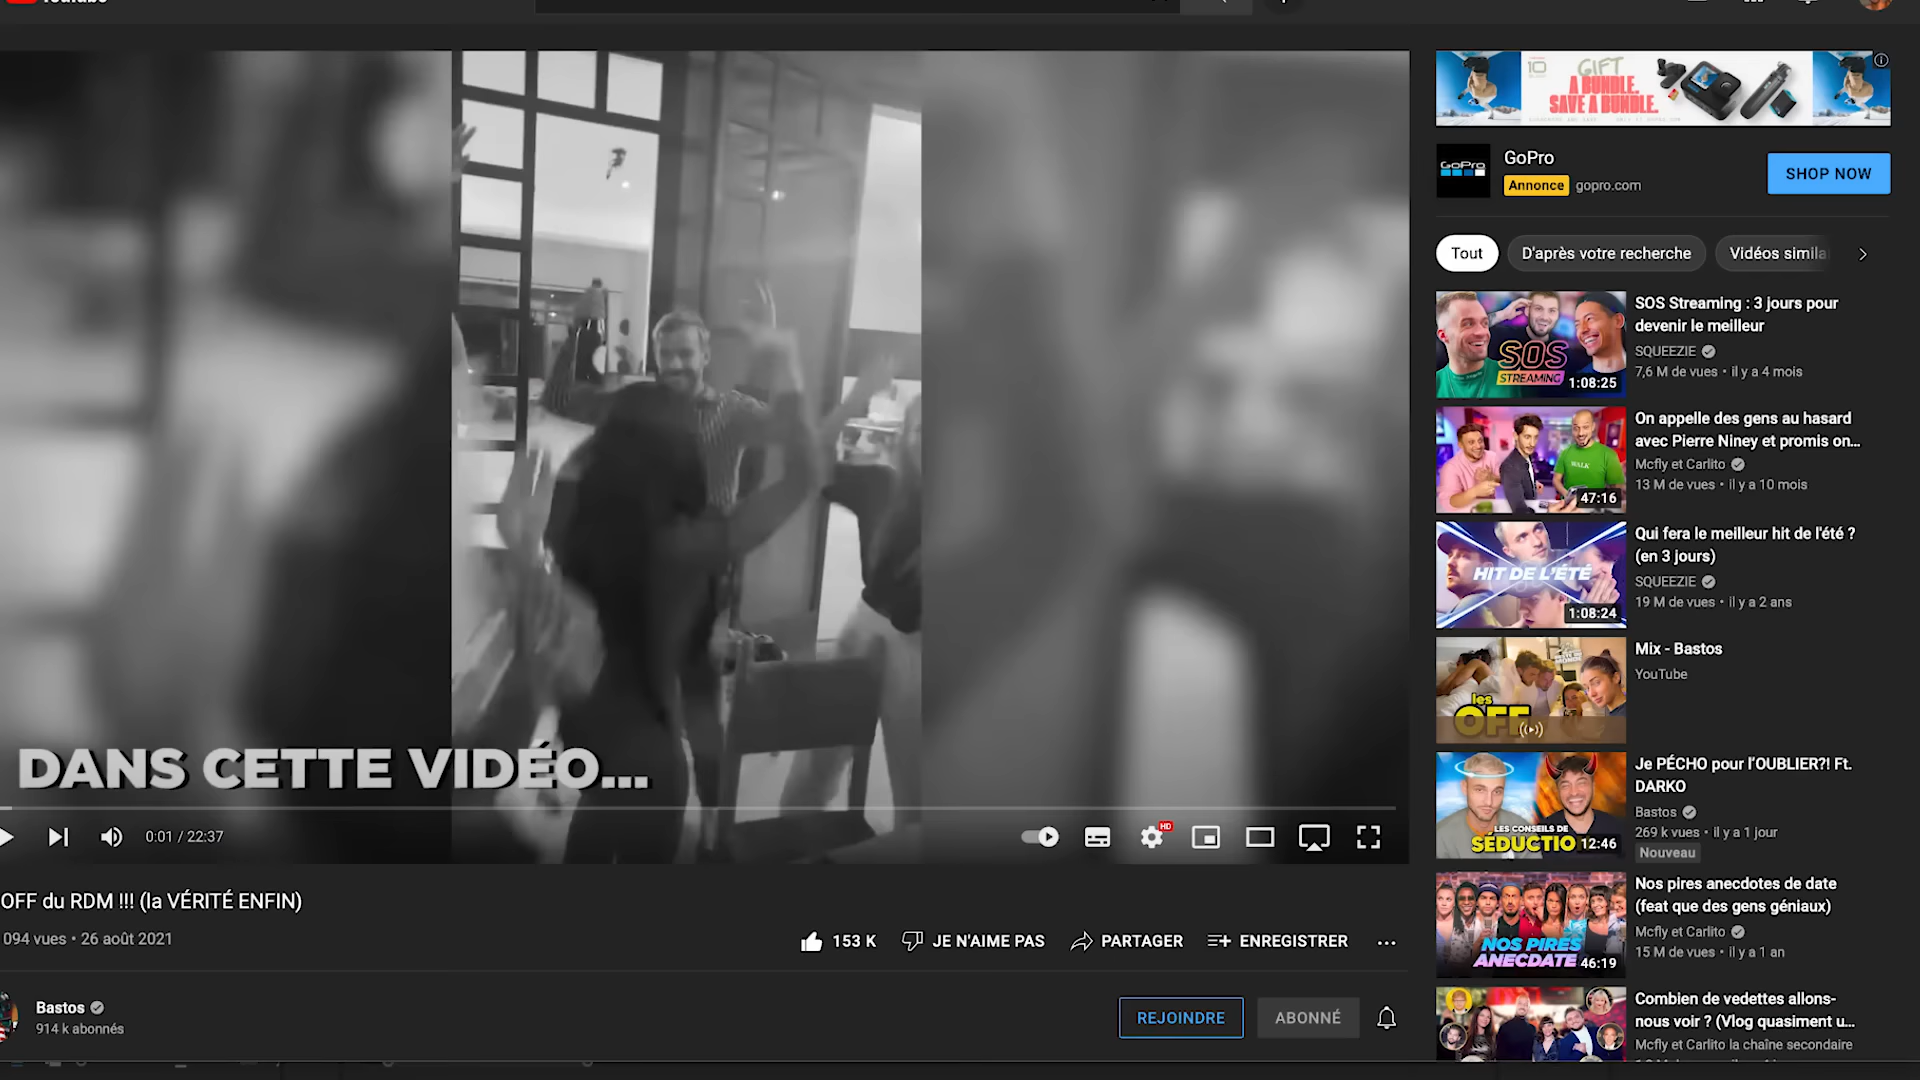 DANS CETTE VIDÉO...
0:01 / 22:37
HD
OFF du RDM !!! (la VÉRITÉ ENFIN)
094 vues • 26 août 2021
153 K
JE N'AIME PAS
PARTAGER
ENREGISTRER
Bastos
914 k abonnés
REJOINDRE
ABONNÉ
10
GIFT
A BUNDLE.
SAVE A BUNDLE.
GoPro
GoPro
Annonce gopro.com
SHOP NOW
Tout
D'après votre recherche
Vidéos simila
SOS
STREAMING
1:08:25
SOS Streaming : 3 jours pour
devenir le meilleur
SQUEEZIE
7,6 M de vues • il y a 4 mois
WALK
47:16
On appelle des gens au hasard
avec Pierre Niney et promis on...
Mcfly et Carlito
13 M de vues • il y a 10 mois
HIT DE L'ÉTÉ
1:08:24
Qui fera le meilleur hit de l'été ?
(en 3 jours)
SQUEEZIE
19 M de vues • il y a 2 ans
les
OFF
Mix - Bastos
YouTube
LES CONSEILS DE
SÉDUCTIO
12:46
Je PÉCHO pour l'OUBLIER?! Ft.
DARKO
Bastos
269 k vues • il y a 1 jour
Nouveau
NOS PIRES
ANECDATE
46:19
Nos pires anecdotes de date
(feat que des gens géniaux)
Mcfly et Carlito
15 M de vues • il y a 1 an
Combien de vedettes allons-
nous voir ? (Vlog quasiment u...
Mcfly et Carlito la chaîne secondaire